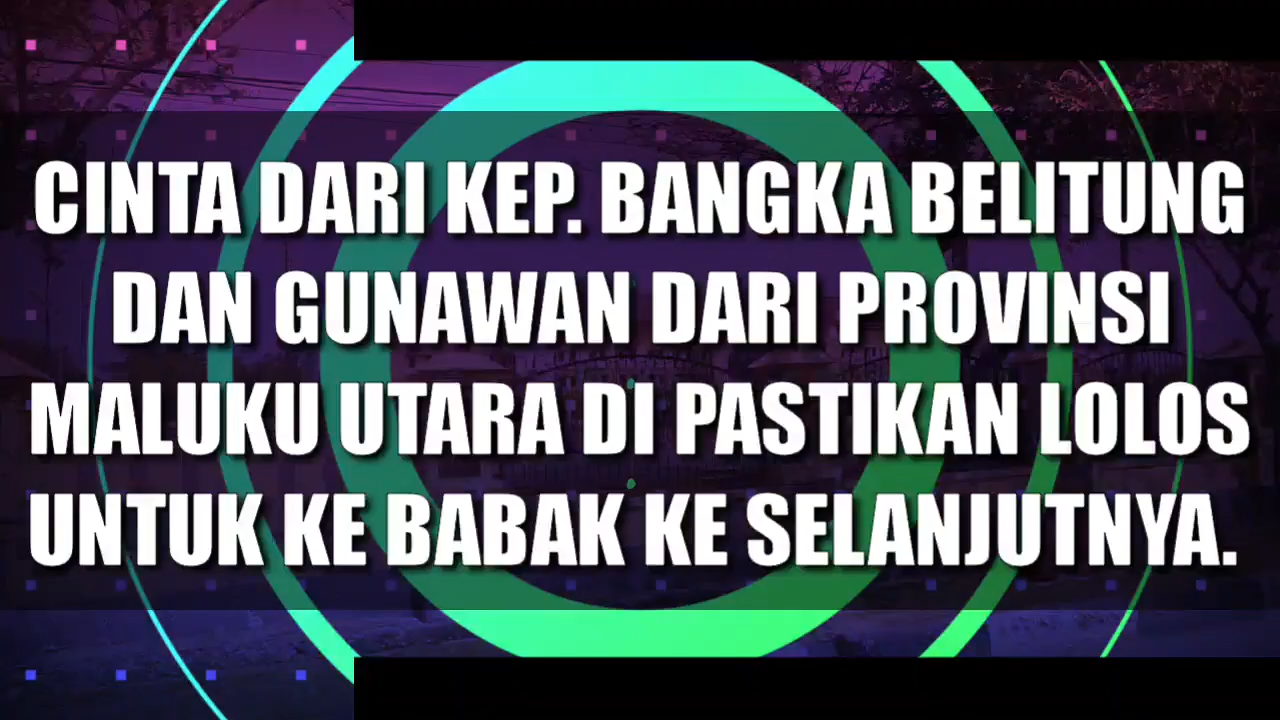 CINTA DARI KEP. BANGKA BELITUNG
DAN GUNAWAN DARI PROVINSI
MALUKU UTARA DI PASTIKAN LOLOS
UNTUK KE BABAK KE SELANJUTNYA.